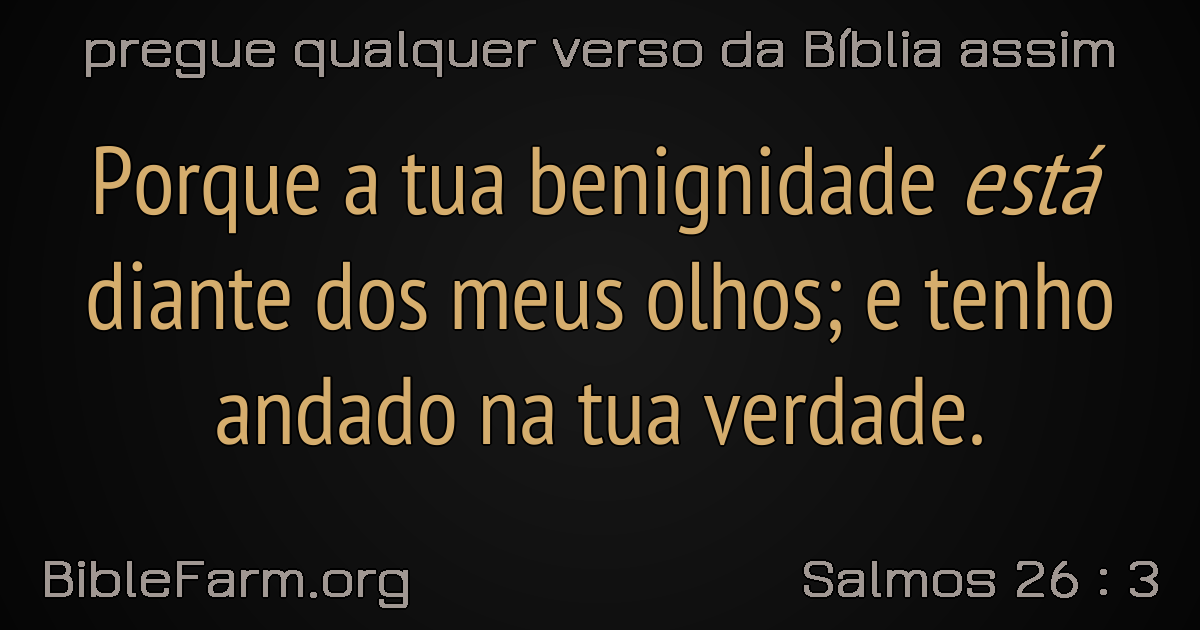 pregue qualquer verso da Bíblia assim
Porque a tua benignidade está
diante dos meus olhos; e tenho
andado na tua verdade.
BibleFarm.org
Salmos 26 : 3